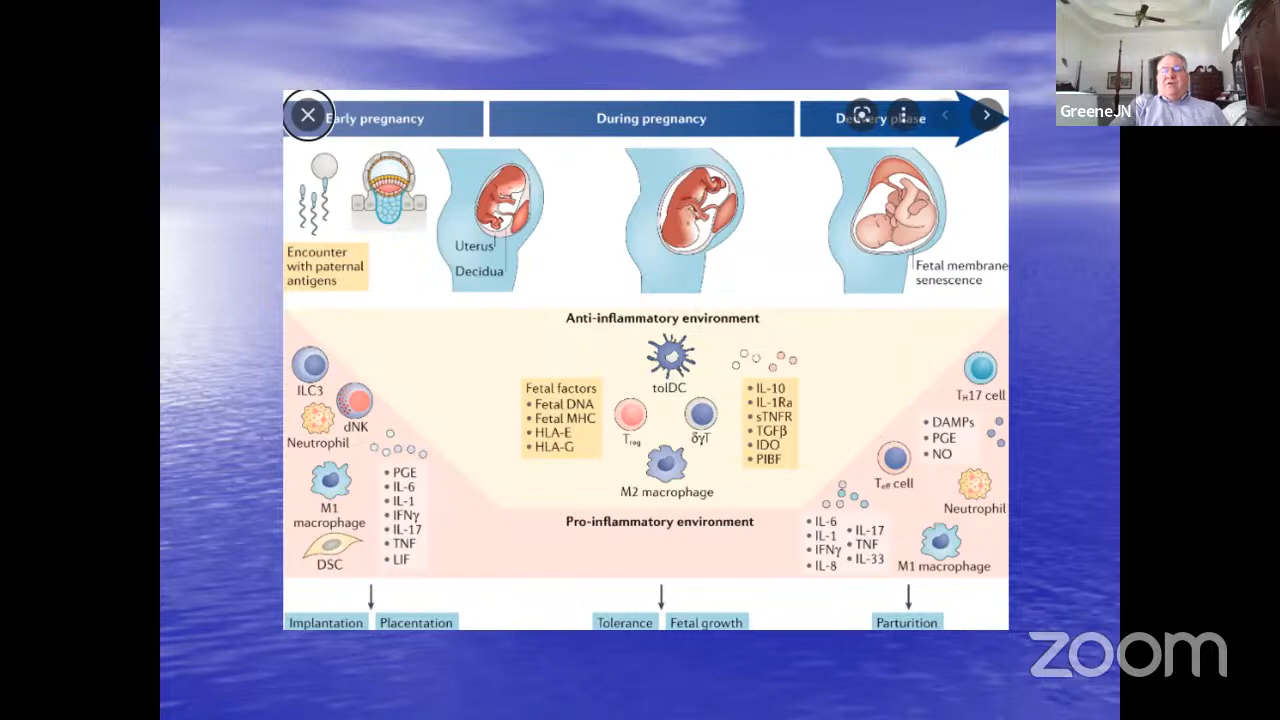 GreeneJN
Early pregnancy
During pregnancy
Delivery phase
Encounter
with paternal
antigens
Uterus
Decidua
Fetal membrane
senescence
Anti-inflammatory environment
ILC3
dNK
Neutrophil
M1
macrophage
DSC
• PGE
• IL-6
• IL-1
• IFNγ
• IL-17
• TNF
• LIF
Fetal factors
• Fetal DNA
• Fetal MHC
• HLA-E
• HLA-G
tolDC
Treg
δγT
M2 macrophage
• IL-10
• IL-1Ra
• sTNFR
• TGFβ
• IDO
• PIBF
Pro-inflammatory environment
TH17 cell
• DAMPs
• PGE
• NO
Teff cell
Neutrophil
M1 macrophage
• IL-6
• IL-1
• IFNγ
• IL-8
• IL-17
• TNF
• IL-33
Implantation
Placentation
Tolerance
Fetal growth
Parturition
zoom